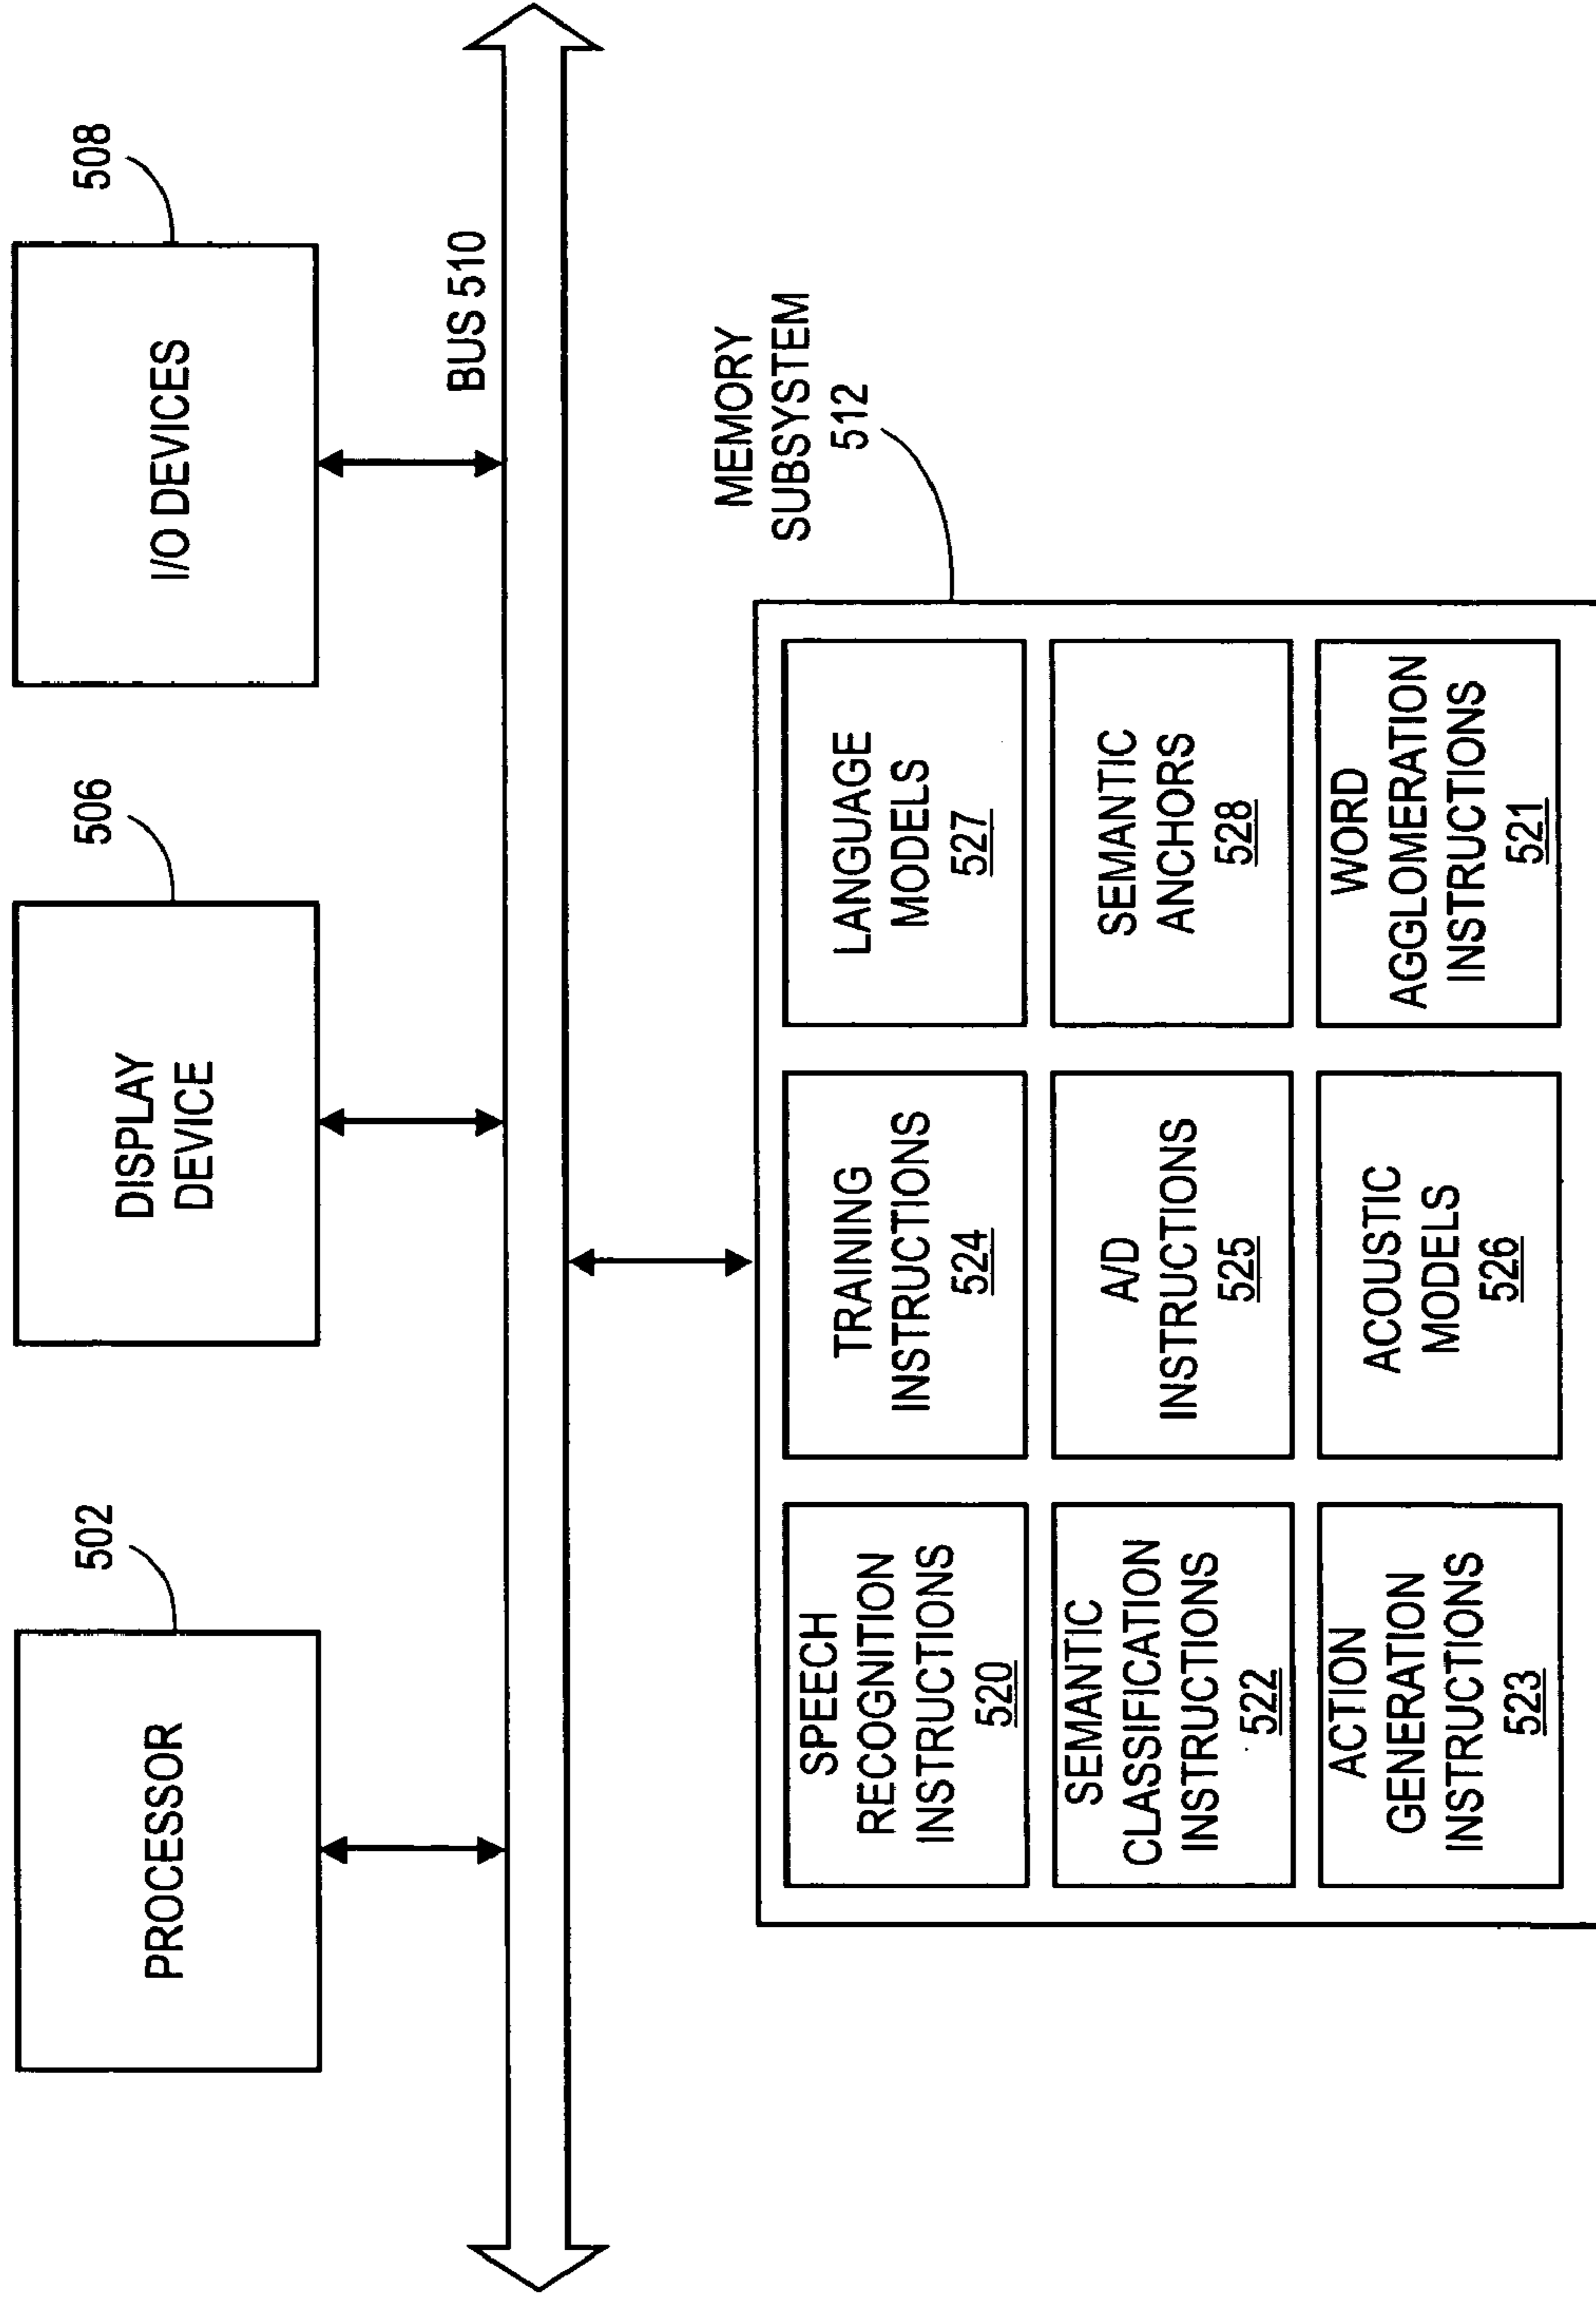 502
506
508
PROCESSOR
DISPLAY
DEVICE
I/O DEVICES
BUS 510
MEMORY
SUBSYSTEM
512
SPEECH
RECOGNITION
INSTRUCTIONS
520
TRAINING
INSTRUCTIONS
524
LANGUAGE
MODELS
527
SEMANTIC
CLASSIFICATION
INSTRUCTIONS
522
A/D
INSTRUCTIONS
525
SEMANTIC
ANCHORS
528
ACTION
GENERATION
INSTRUCTIONS
523
ACOUSTIC
MODELS
526
WORD
AGGLOMERATION
INSTRUCTIONS
521